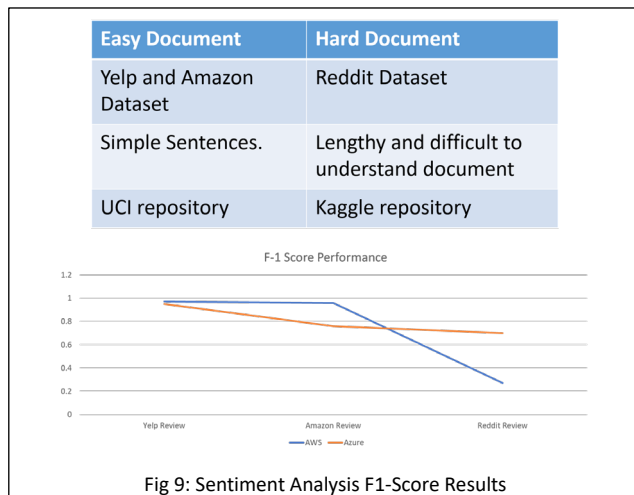 Easy Document Hard Document
Yelp and Amazon Reddit Dataset
Dataset
Simple Sentences. Lengthy and difficult to
understand document
UCI repository Kaggle repository
F-1 Score Performance
1.2
1
0.8
0.6
0.4
0.2
0
Yelp Review Amazon Review Reddit Review
AWS Azure
Fig 9: Sentiment Analysis F1-Score Results